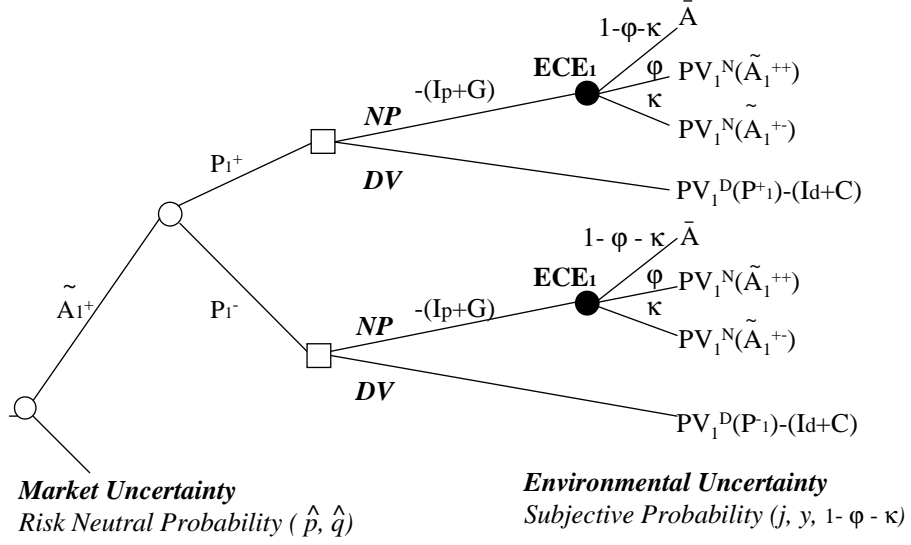 1-φ-κ Ā
ECE₁ φ PV₁ᴺ(Ã₁⁺⁺)
-(Ip+G) κ
NP PV₁ᴺ(Ã₁⁺⁻)
P₁⁺
DV PV₁ᴰ(P⁺₁)-(Id+C)
1- φ - κ Ā
ECE₁ φ PV₁ᴺ(Ã₁⁺⁺)
Ã₁⁺ P₁⁻ -(Ip+G) κ
NP PV₁ᴺ(Ã₁⁺⁻)
DV
PV₁ᴰ(P⁻₁)-(Id+C)
Market Uncertainty
Risk Neutral Probability ( p̂, q̂)
Environmental Uncertainty
Subjective Probability (j, y, 1- φ - κ)